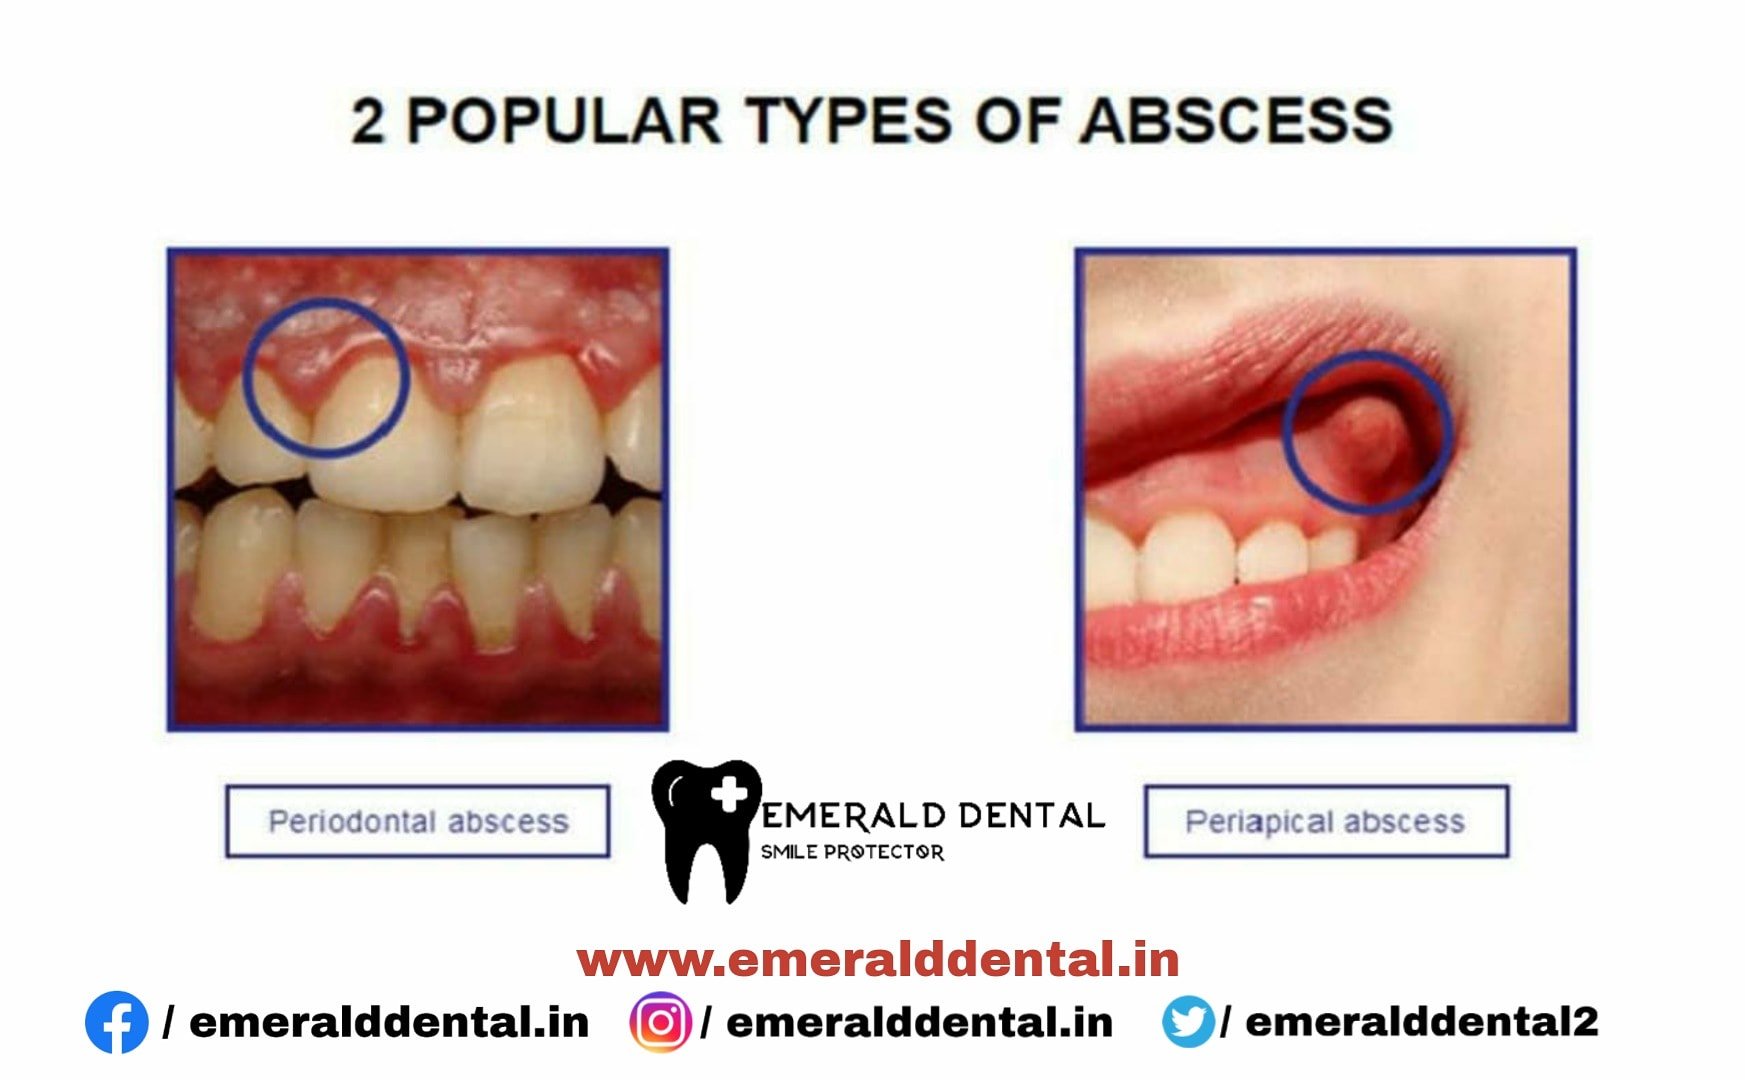 2 POPULAR TYPES OF ABSCESS
Periodontal abscess
Periapical abscess
EMERALD DENTAL
SMILE PROTECTOR
www.emeralddental.in
/ emeralddental.in
/ emeralddental.in
/ emeralddental2